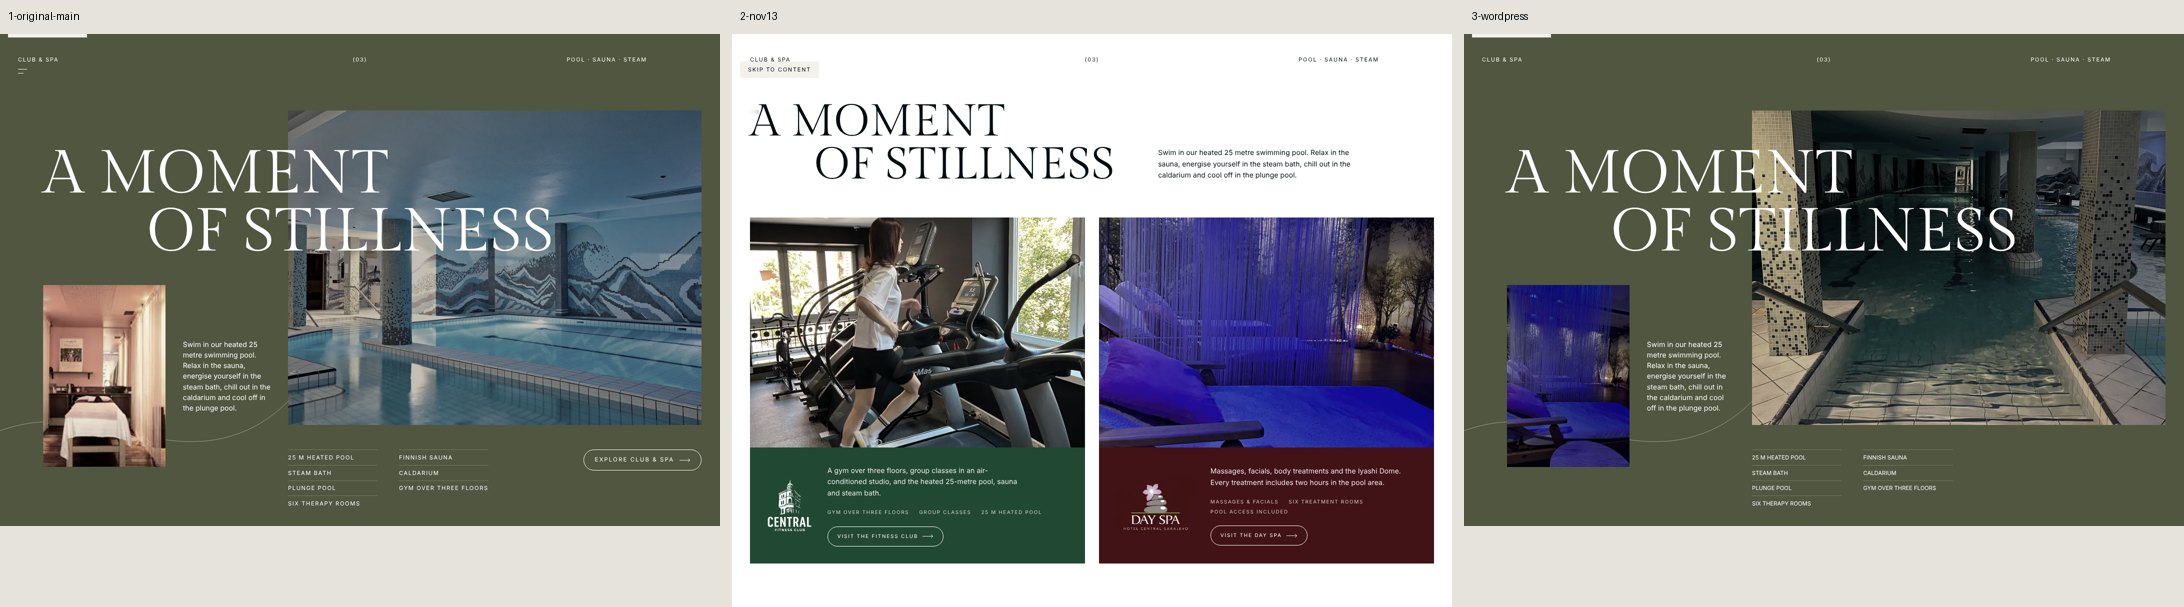 1-original-main
CLUB & SPA
(03)
POOL · SAUNA · STEAM
A MOMENT
OF STILLNESS
Swim in our heated 25
metre swimming pool.
Relax in the sauna,
energise yourself in the
steam bath, chill out in the
caldarium and cool off in
the plunge pool.
25 M HEATED POOL
STEAM BATH
PLUNGE POOL
SIX THERAPY ROOMS
FINNISH SAUNA
CALDARIUM
GYM OVER THREE FLOORS
EXPLORE CLUB & SPA
2-nov13
CLUB & SPA
SKIP TO CONTENT
(03)
POOL · SAUNA · STEAM
A MOMENT
OF STILLNESS
Swim in our heated 25 metre swimming pool. Relax in the
sauna, energise yourself in the steam bath, chill out in the
caldarium and cool off in the plunge pool.
CENTRAL
FITNESS CLUB
A gym over three floors, group classes in an air-
conditioned studio, and the heated 25-metre pool, sauna
and steam bath.
GYM OVER THREE FLOORS GROUP CLASSES 25 M HEATED POOL
VISIT THE FITNESS CLUB
DAY SPA
HOTEL CENTRAL SARAJEVO
Massages, facials, body treatments and the Iyashi Dome.
Every treatment includes two hours in the pool area.
MASSAGES & FACIALS SIX TREATMENT ROOMS
POOL ACCESS INCLUDED
VISIT THE DAY SPA
3-wordpress
CLUB & SPA
(03)
POOL · SAUNA · STEAM
A MOMENT
OF STILLNESS
Swim in our heated 25
metre swimming pool.
Relax in the sauna,
energise yourself in the
steam bath, chill out in
the caldarium and cool
off in the plunge pool.
25 M HEATED POOL
STEAM BATH
PLUNGE POOL
SIX THERAPY ROOMS
FINNISH SAUNA
CALDARIUM
GYM OVER THREE FLOORS